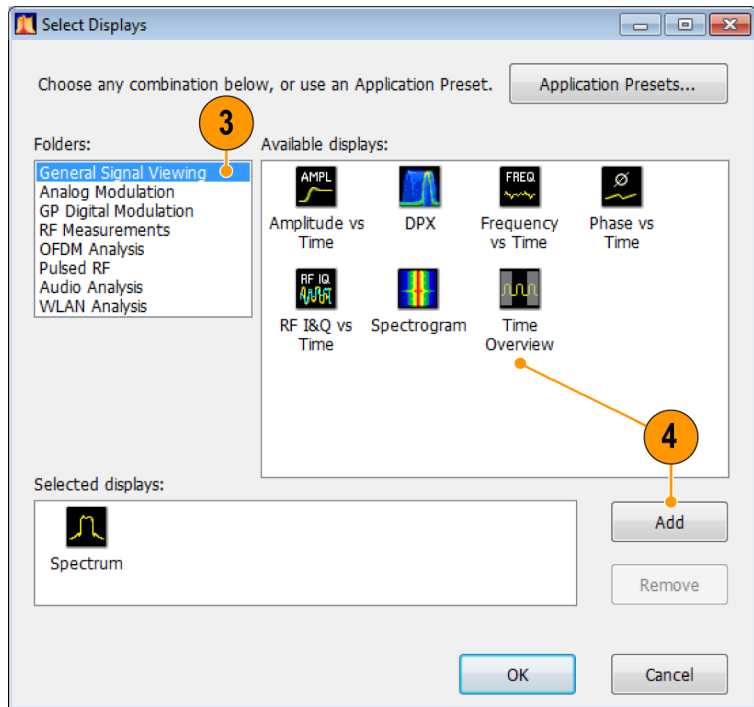 Select Displays
Choose any combination below, or use an Application Preset.
Application Presets...
3
Folders:
General Signal Viewing
Analog Modulation
GP Digital Modulation
RF Measurements
OFDM Analysis
Pulsed RF
Audio Analysis
WLAN Analysis
Available displays:
AMPL
FREQ
Amplitude vs Time
DPX
Frequency vs Time
Phase vs Time
RF IQ
RF I&Q vs Time
Spectrogram
Time Overview
4
Selected displays:
Spectrum
Add
Remove
OK
Cancel